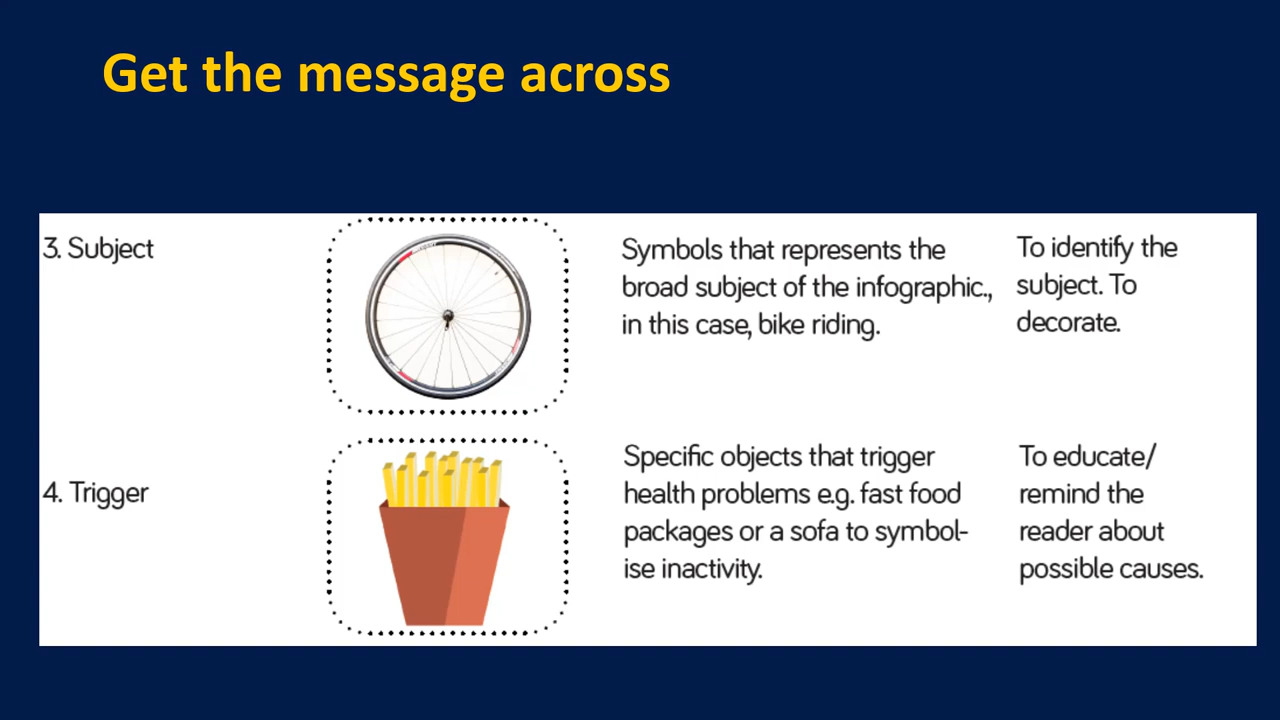 Get the message across
3. Subject
Symbols that represents the
broad subject of the infographic.,
in this case, bike riding.
To identify the
subject. To
decorate.
4. Trigger
Specific objects that trigger
health problems e.g. fast food
packages or a sofa to symbol-
ise inactivity.
To educate/
remind the
reader about
possible causes.